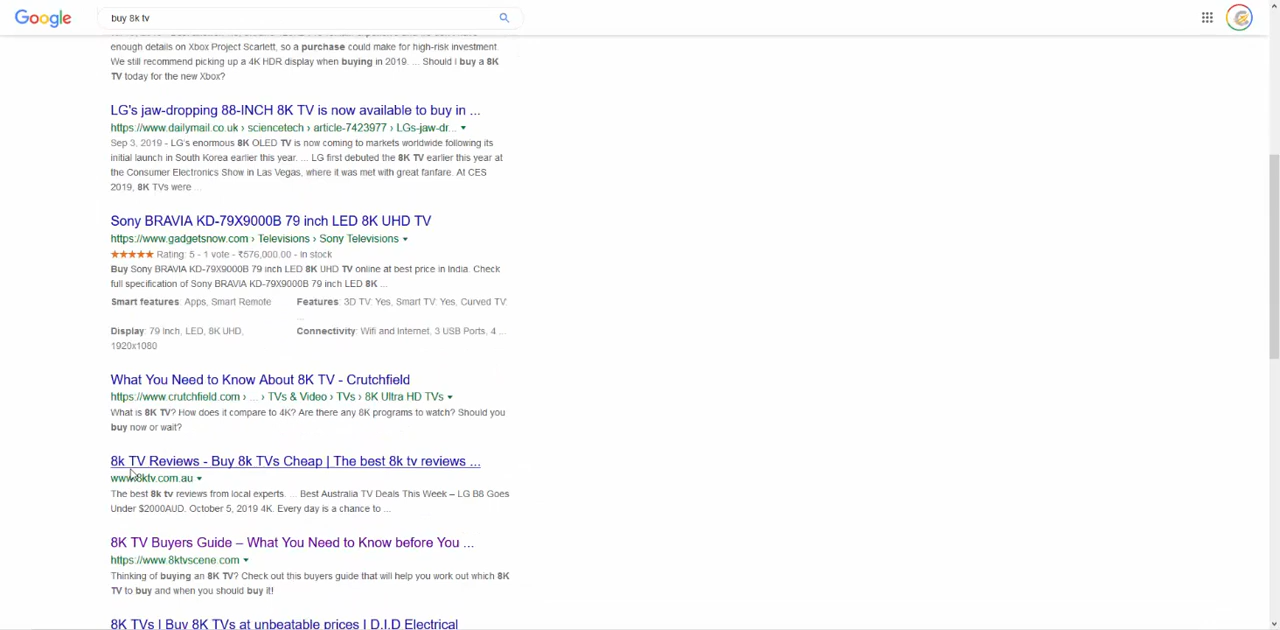 Google
buy 8k tv
enough details on Xbox Project Scarlett, so a purchase could make for high-risk investment.
We still recommend picking up a 4K HDR display when buying in 2019. ... Should I buy a 8K
TV today for the new Xbox?
LG's jaw-dropping 88-INCH 8K TV is now available to buy in ...
https://www.dailymail.co.uk › sciencetech › article-7423977 › LGs-jaw-dr...
Sep 3, 2019 - LG's enormous 8K OLED TV is now coming to markets worldwide following its
initial launch in South Korea earlier this year. ... LG first debuted the 8K TV earlier this year at
the Consumer Electronics Show in Las Vegas, where it was met with great fanfare. At CES
2019, 8K TVs were ...
Sony BRAVIA KD-79X9000B 79 inch LED 8K UHD TV
https://www.gadgetsnow.com › Televisions › Sony Televisions
★★★★★ Rating: 5 - 1 vote - ₹576,000.00 - In stock
Buy Sony BRAVIA KD-79X9000B 79 inch LED 8K UHD TV online at best price in India. Check
full specification of Sony BRAVIA KD-79X9000B 79 inch LED 8K ...
Smart features: Apps, Smart Remote
Features: 3D TV: Yes, Smart TV: Yes, Curved TV:
...
Display: 79 Inch, LED, 8K UHD,
1920x1080
Connectivity: Wifi and Internet, 3 USB Ports, 4 ...
What You Need to Know About 8K TV - Crutchfield
https://www.crutchfield.com › ... › TVs & Video › TVs › 8K Ultra HD TVs
What is 8K TV? How does it compare to 4K? Are there any 8K programs to watch? Should you
buy now or wait?
8k TV Reviews - Buy 8k TVs Cheap | The best 8k tv reviews ...
www.8ktv.com.au
The best 8k tv reviews from local experts. ... Best Australia TV Deals This Week – LG B8 Goes
Under $2000AUD. October 5, 2019 4K. Every day is a chance to ...
8K TV Buyers Guide – What You Need to Know before You ...
https://www.8ktvscene.com
Thinking of buying an 8K TV? Check out this buyers guide that will help you work out which 8K
TV to buy and when you should buy it!
8K TVs | Buy 8K TVs at unbeatable prices | D.I.D Electrical